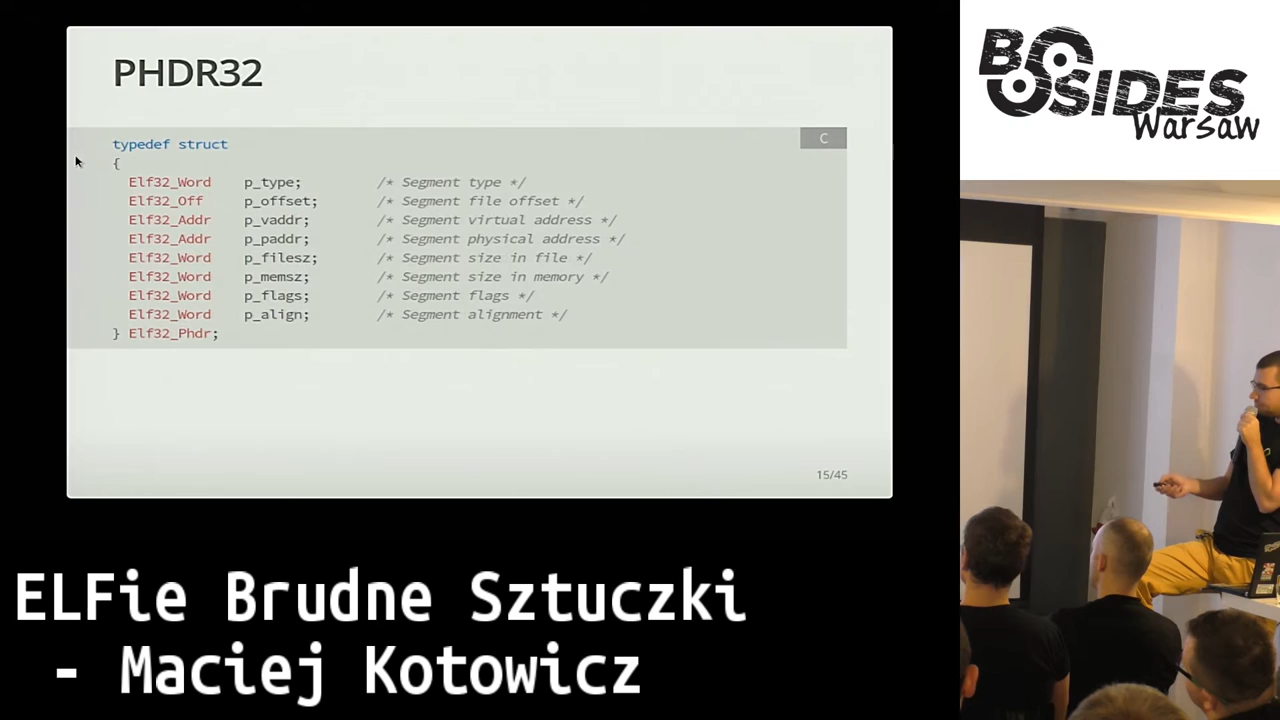 PHDR32
C
typedef struct
{
Elf32_Word p_type; /* Segment type */
Elf32_Off p_offset; /* Segment file offset */
Elf32_Addr p_vaddr; /* Segment virtual address */
Elf32_Addr p_paddr; /* Segment physical address */
Elf32_Word p_filesz; /* Segment size in file */
Elf32_Word p_memsz; /* Segment size in memory */
Elf32_Word p_flags; /* Segment flags */
Elf32_Word p_align; /* Segment alignment */
} Elf32_Phdr;
15/45
BSIDES
Warsaw
ELFie Brudne Sztuczki
- Maciej Kotowicz